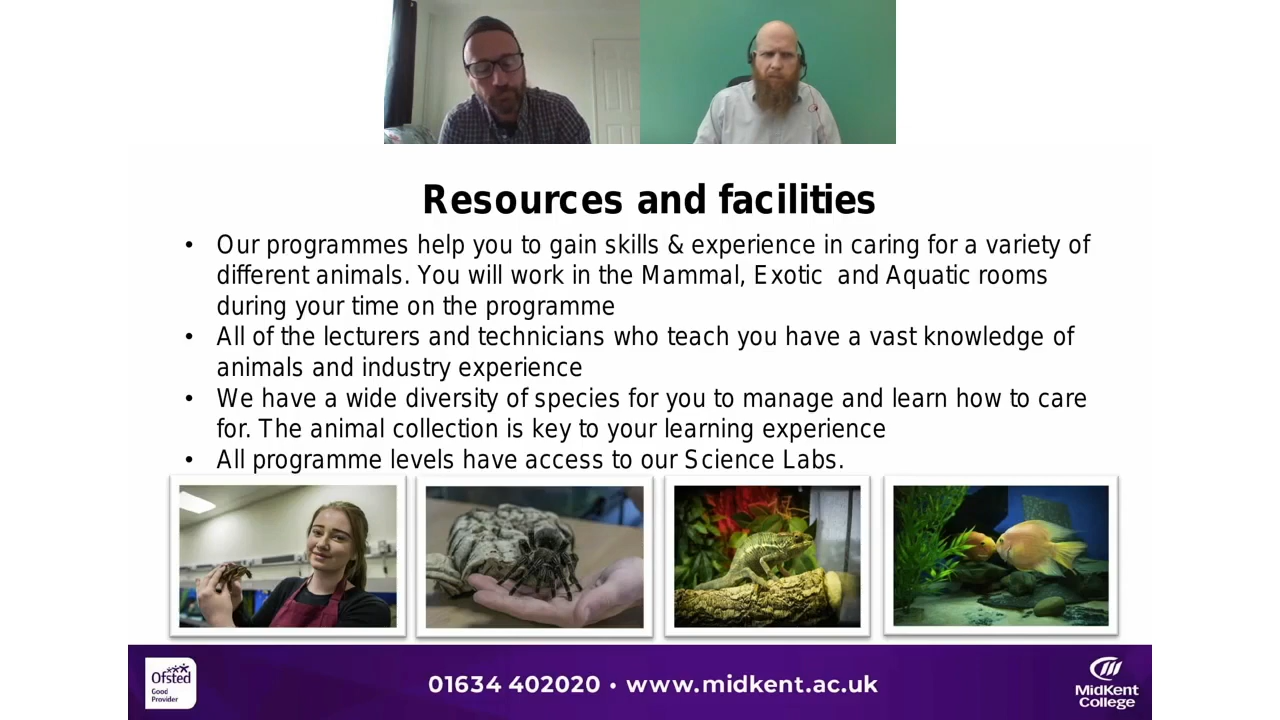 Resources and facilities
• Our programmes help you to gain skills & experience in caring for a variety of
different animals. You will work in the Mammal, Exotic  and Aquatic rooms
during your time on the programme
• All of the lecturers and technicians who teach you have a vast knowledge of
animals and industry experience
• We have a wide diversity of species for you to manage and learn how to care
for. The animal collection is key to your learning experience
• All programme levels have access to our Science Labs.
Ofsted
Good
Provider
01634 402020 • www.midkent.ac.uk
MidKent
College